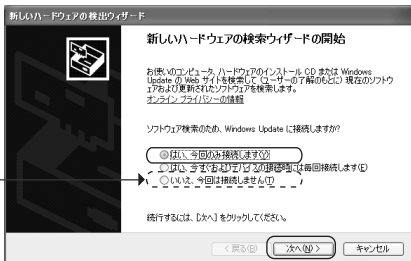 新しいハードウェアの検出ウィザード
新しいハードウェアの検索ウィザードの開始
お使いのコンピュータ、ハードウェアのインストール CD または Windows
Update の Web サイトを検索して (ユーザーの了解のもとに) 現在のソフトウ
ェアおよび更新されたソフトウェアを検索します。
オンライン プライバシーの情報
ソフトウェア検索のため、Windows Update に接続しますか?
はい、今回のみ接続します(Y)
はい、今すぐおよびデバイスの接続時には毎回接続します(E)
いいえ、今回は接続しません(T)
続行するには、[次へ] をクリックしてください。
< 戻る(B)
次へ(N) >
キャンセル